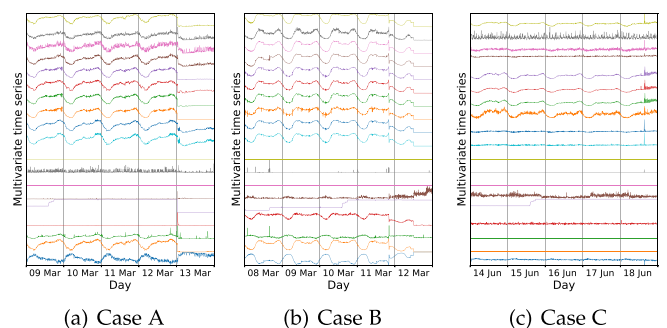 Multivariate time series
09 Mar 10 Mar 11 Mar 12 Mar 13 Mar
Day
(a) Case A
Multivariate time series
08 Mar 09 Mar 10 Mar 11 Mar 12 Mar
Day
(b) Case B
Multivariate time series
14 Jun 15 Jun 16 Jun 17 Jun 18 Jun
Day
(c) Case C